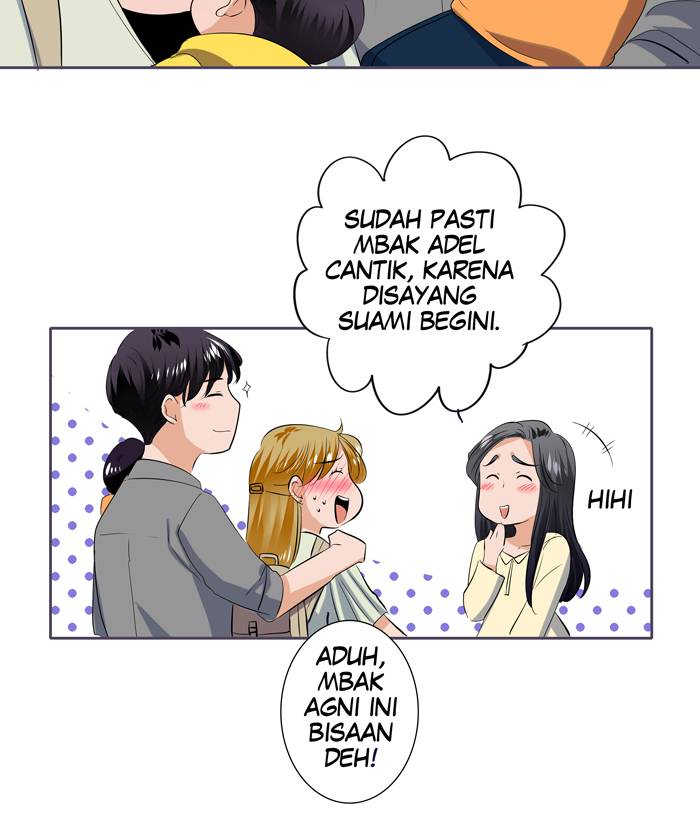 SUDAH PASTI
MBAK ADEL
CANTIK, KARENA
DISAYANG
SUAMI BEGINI.
HIHI
ADUH,
MBAK
AGNI INI
BISAAN
DEH!